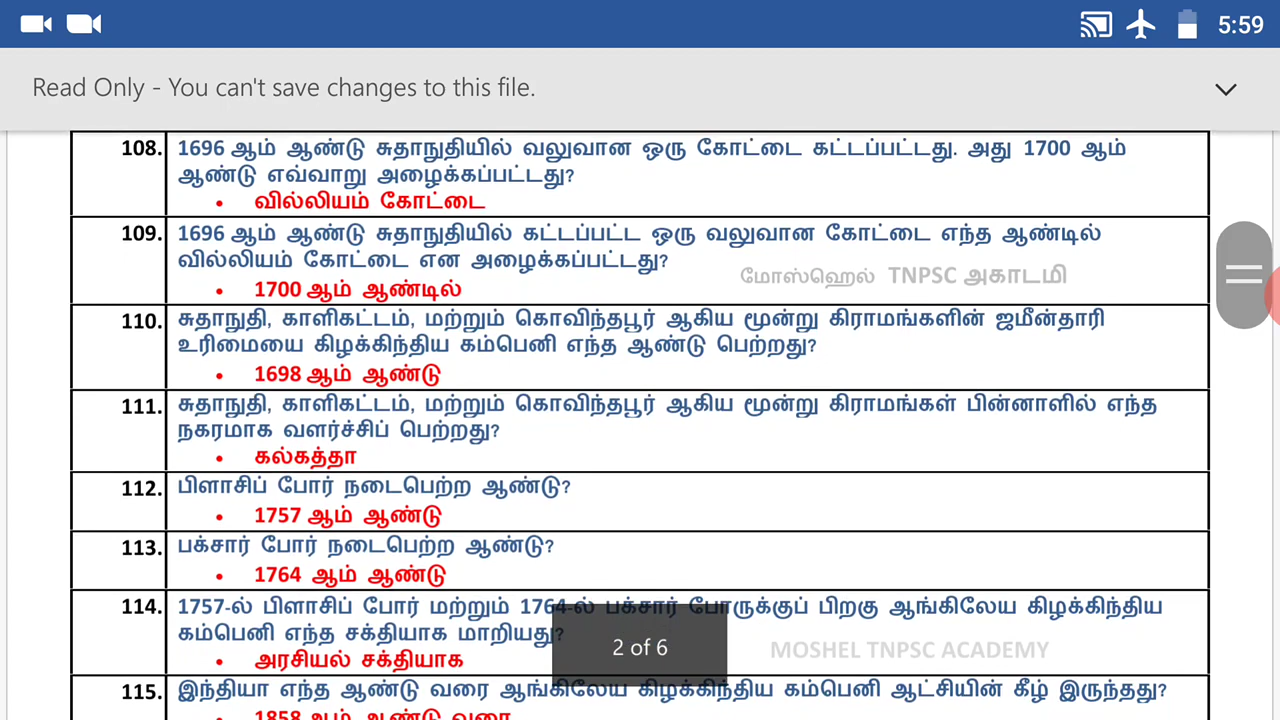 5:59
Read Only - You can't save changes to this file.
108. 1696 ஆம் ஆண்டு சுதாநுதியில் வலுவான ஒரு கோட்டை கட்டப்பட்டது. அது 1700 ஆம்
ஆண்டு எவ்வாறு அழைக்கப்பட்டது?
• வில்லியம் கோட்டை
109. 1696 ஆம் ஆண்டு சுதாநுதியில் கட்டப்பட்ட ஒரு வலுவான கோட்டை எந்த ஆண்டில்
வில்லியம் கோட்டை என அழைக்கப்பட்டது?
மோஸ்ஹெல் TNPSC அகாடமி
• 1700 ஆம் ஆண்டில்
110. சுதாநுதி, காளிகட்டம், மற்றும் கொவிந்தபூர் ஆகிய மூன்று கிராமங்களின் ஜமீன்தாரி
உரிமையை கிழக்கிந்திய கம்பெனி எந்த ஆண்டு பெற்றது?
• 1698 ஆம் ஆண்டு
111. சுதாநுதி, காளிகட்டம், மற்றும் கொவிந்தபூர் ஆகிய மூன்று கிராமங்கள் பின்னாளில் எந்த
நகரமாக வளர்ச்சிப் பெற்றது?
• கல்கத்தா
112. பிளாசிப் போர் நடைபெற்ற ஆண்டு?
• 1757 ஆம் ஆண்டு
113. பக்சார் போர் நடைபெற்ற ஆண்டு?
• 1764 ஆம் ஆண்டு
114. 1757-ல் பிளாசிப் போர் மற்றும் 1764-ல் பக்சார் போருக்குப் பிறகு ஆங்கிலேய கிழக்கிந்திய
கம்பெனி எந்த சக்தியாக மாறியது?
2 of 6
MOSHEL TNPSC ACADEMY
• அரசியல் சக்தியாக
115. இந்தியா எந்த ஆண்டு வரை ஆங்கிலேய கிழக்கிந்திய கம்பெனி ஆட்சியின் கீழ் இருந்தது?
1858 ஆம் ஆண்டு வரை